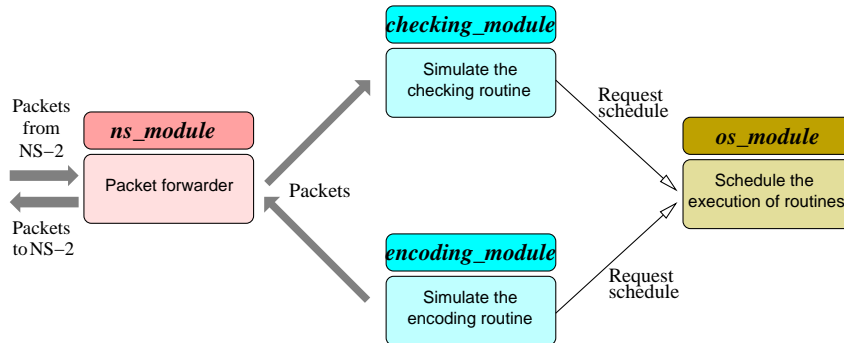 checking_module
Simulate the
checking routine
Packets
from
NS−2
ns_module
Packet forwarder
Packets
to NS−2
Packets
Request
schedule
os_module
Schedule the
execution of routines
encoding_module
Simulate the
encoding routine
Request
schedule